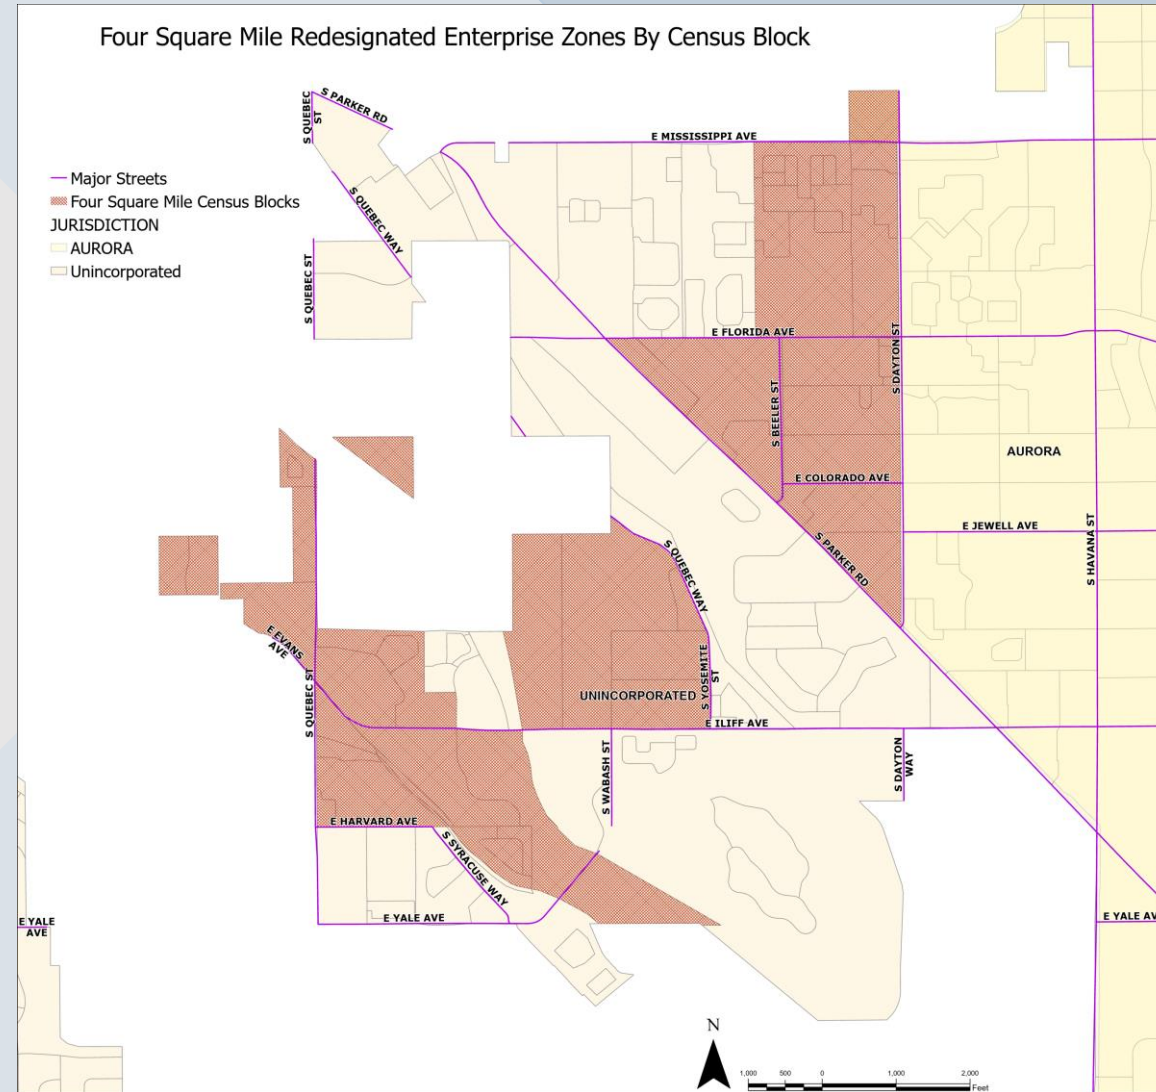 Four Square Mile Redesignated Enterprise Zones By Census Block
S QUEBEC
ST
S PARKER RD
E MISSISSIPPI AVE
Major Streets
Four Square Mile Census Blocks
JURISDICTION
AURORA
Unincorporated
S QUEBEC WAY
S QUEBEC ST
E FLORIDA AVE
S DAYTON ST
S BEELER ST
AURORA
E COLORADO AVE
E JEWELL AVE
S HAVANA ST
S PARKER RD
S QUEBEC WAY
E EVANS
AVE
S QUEBEC ST
S YOSEMITE
ST
UNINCORPORATED
E ILIFF AVE
S WABASH ST
S DAYTON
WAY
E HARVARD AVE
S SYRACUSE WAY
E YALE AVE
E YALE
AVE
E YALE AV
N
1,000 500 0 1,000 2,000
Feet